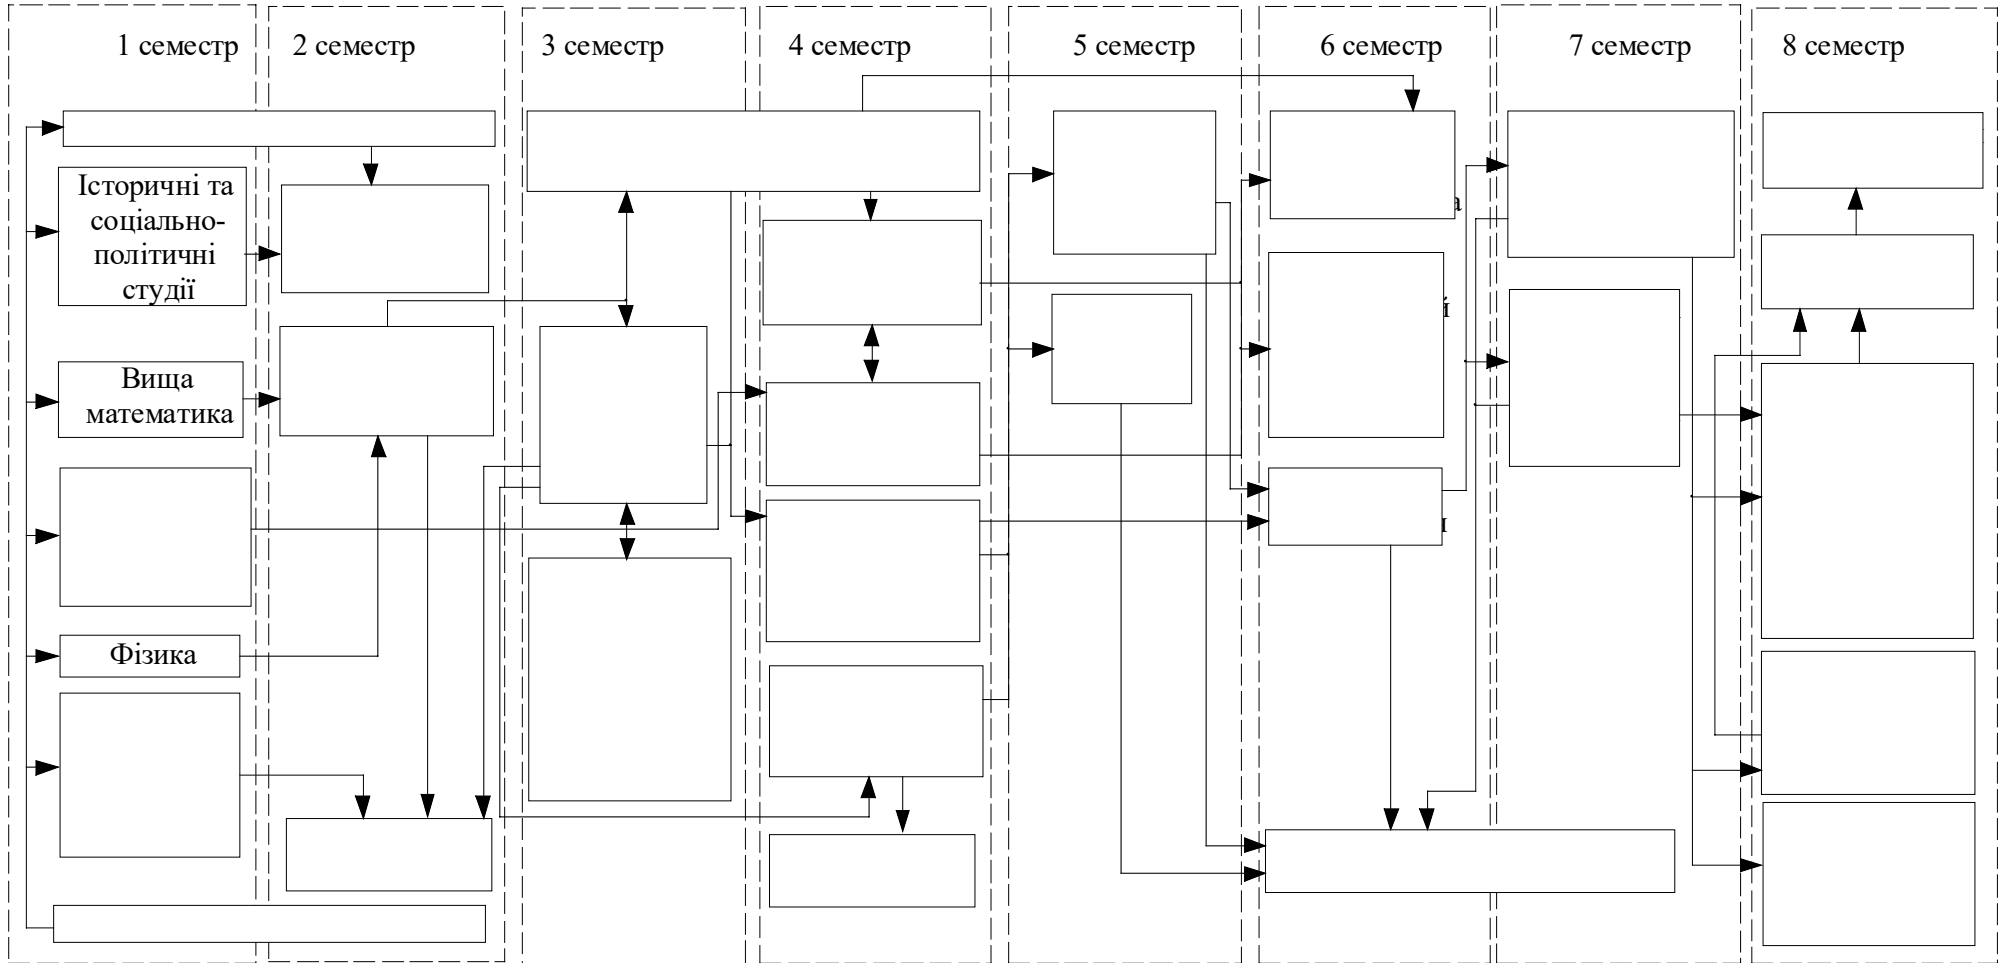 1 семестр
2 семестр
3 семестр
4 семестр
5 семестр
6 семестр
7 семестр
8 семестр
Історичні та
соціально-
політичні
студії
Вища
математика
Фізика
а
й